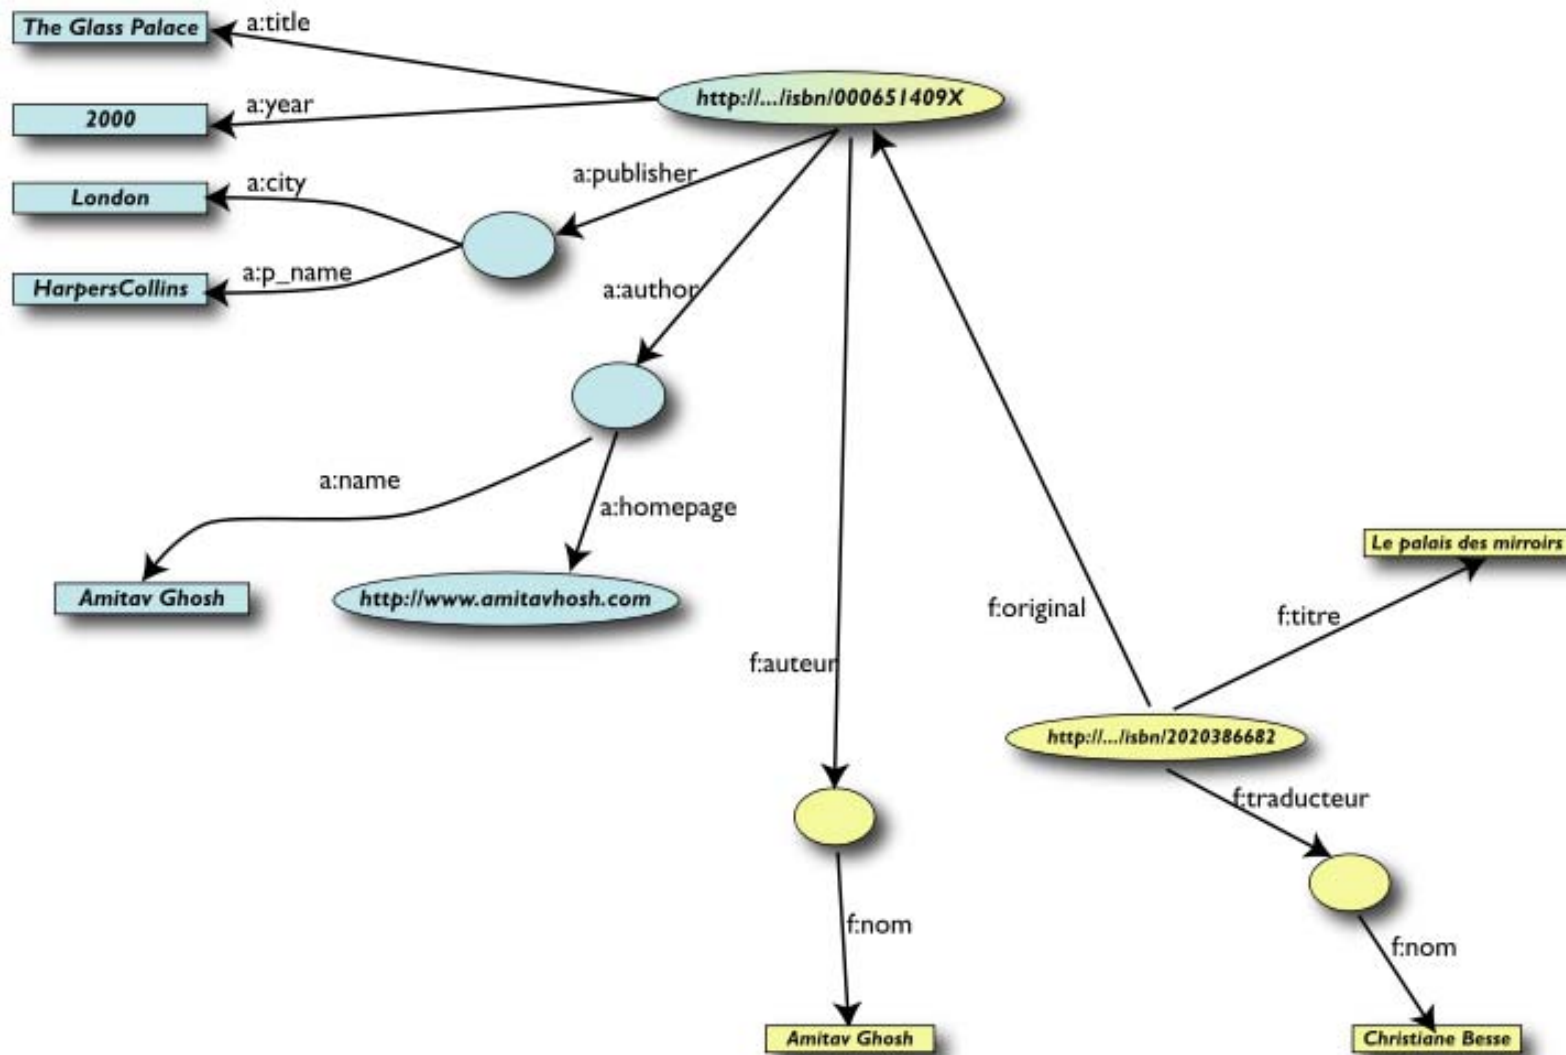 The Glass Palace
a:title
http://.../isbn/000651409X
a:year
2000
a:publisher
a:city
London
a:p_name
HarpersCollins
a:author
a:name
a:homepage
Le palais des mirroirs
Amitav Ghosh
http://www.amitavhosh.com
f:original
f:titre
f:auteur
http://.../isbn/2020386682
f:traducteur
f:nom
f:nom
Amitav Ghosh
Christiane Besse